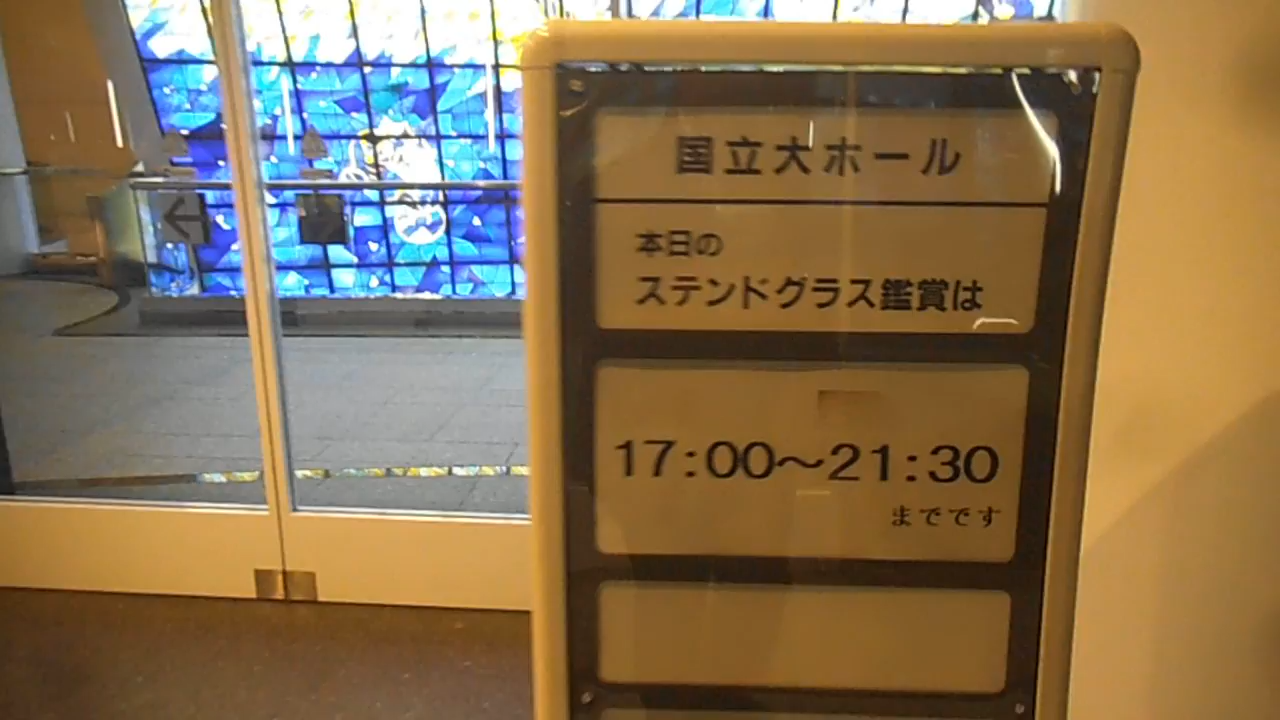 国立大ホール
本日の
ステンドグラス鑑賞は
17:00～21:30
までです